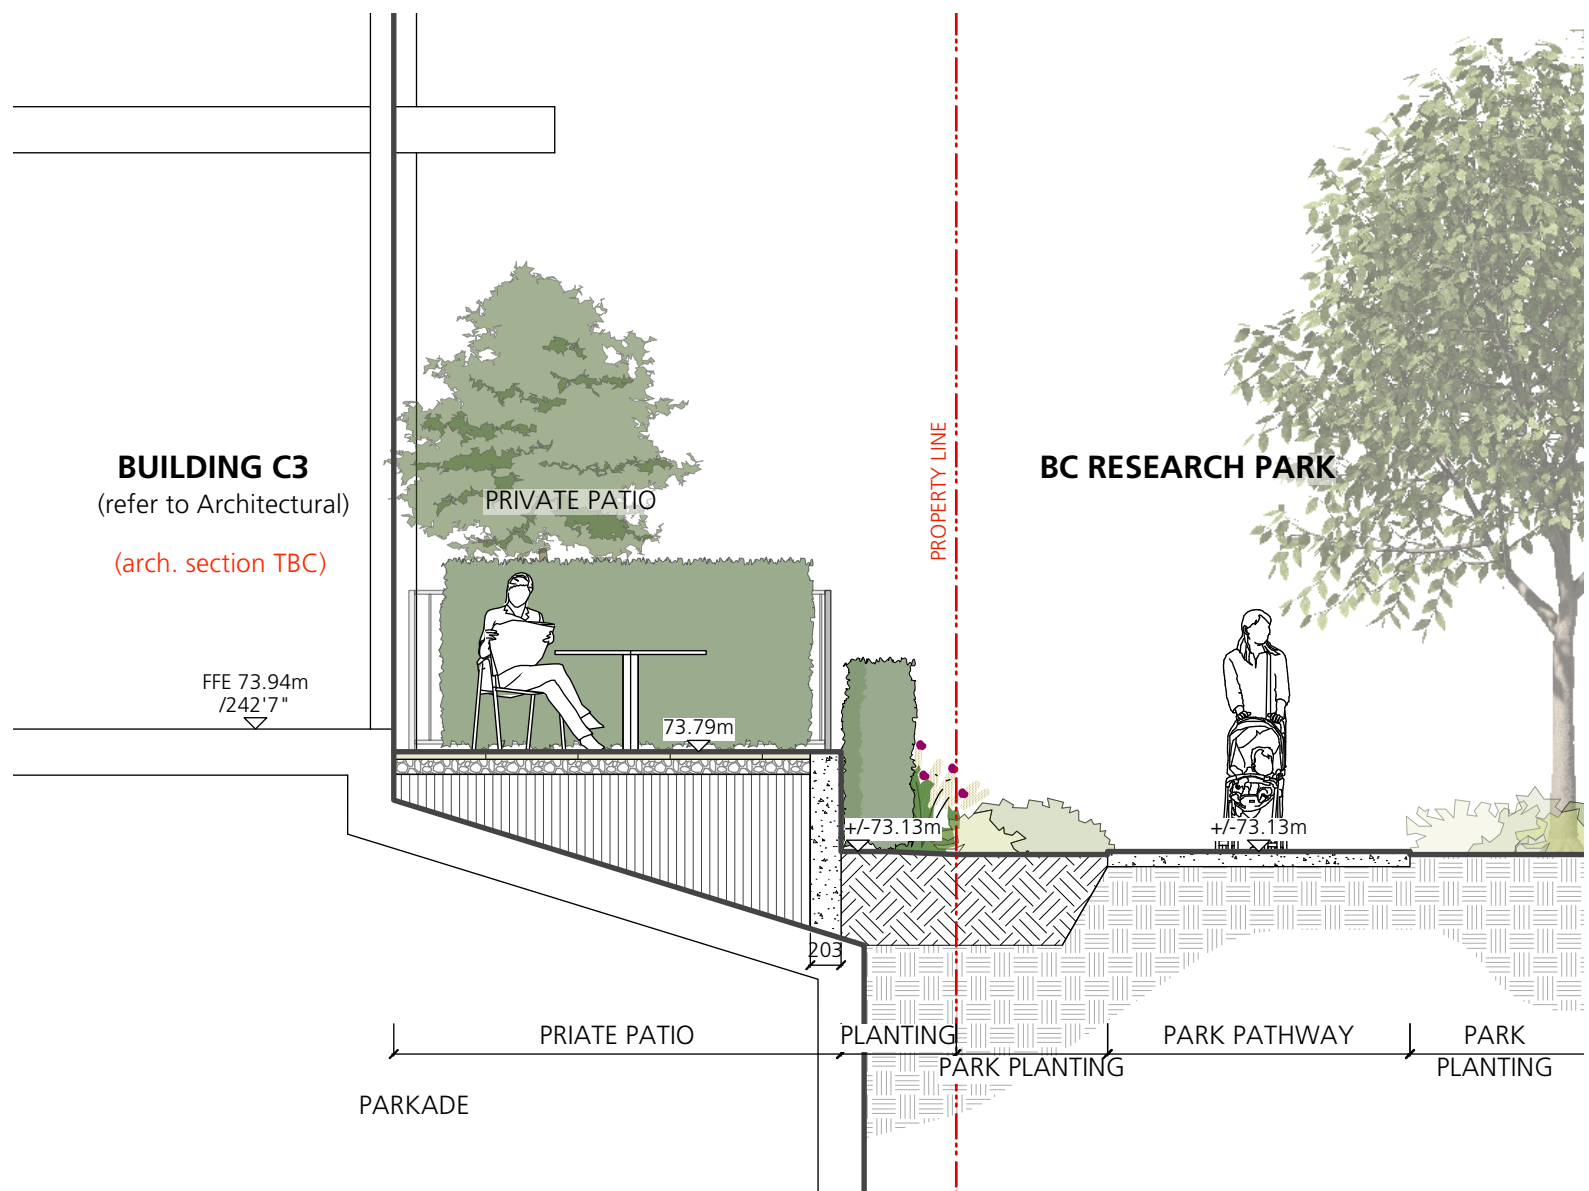 PROPERTY LINE
BUILDING C3
(refer to Architectural)
(arch. section TBC)
BC RESEARCH PARK
PRIVATE PATIO
FFE 73.94m
/242'7"
73.79m
+/-73.13m
+/-73.13m
203
PRIATE PATIO
PLANTING
PARK PLANTING
PARK PATHWAY
PARK
PLANTING
PARKADE